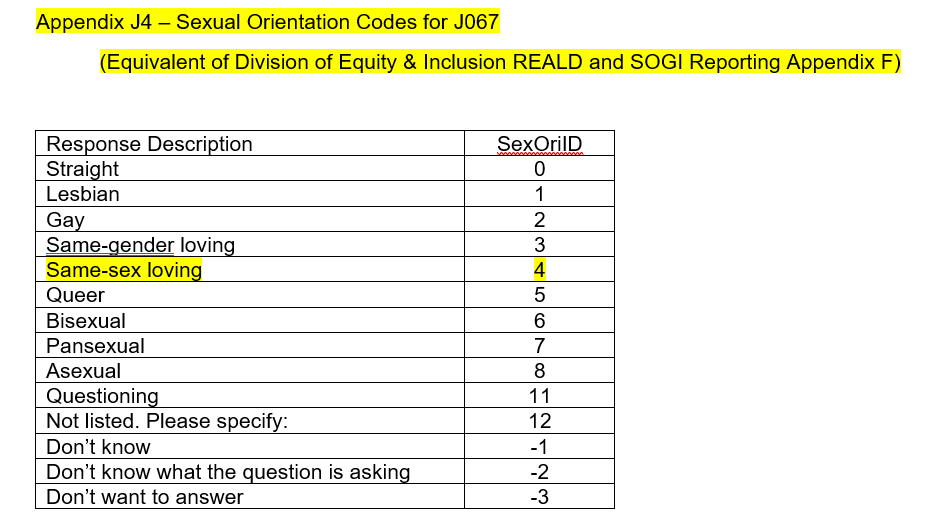 Appendix J4 – Sexual Orientation Codes for J067
(Equivalent of Division of Equity & Inclusion REALD and SOGI Reporting Appendix F)
Response Description SexOriID
Straight 0
Lesbian 1
Gay 2
Same-gender loving 3
Same-sex loving 4
Queer 5
Bisexual 6
Pansexual 7
Asexual 8
Questioning 11
Not listed. Please specify: 12
Don’t know -1
Don’t know what the question is asking -2
Don’t want to answer -3